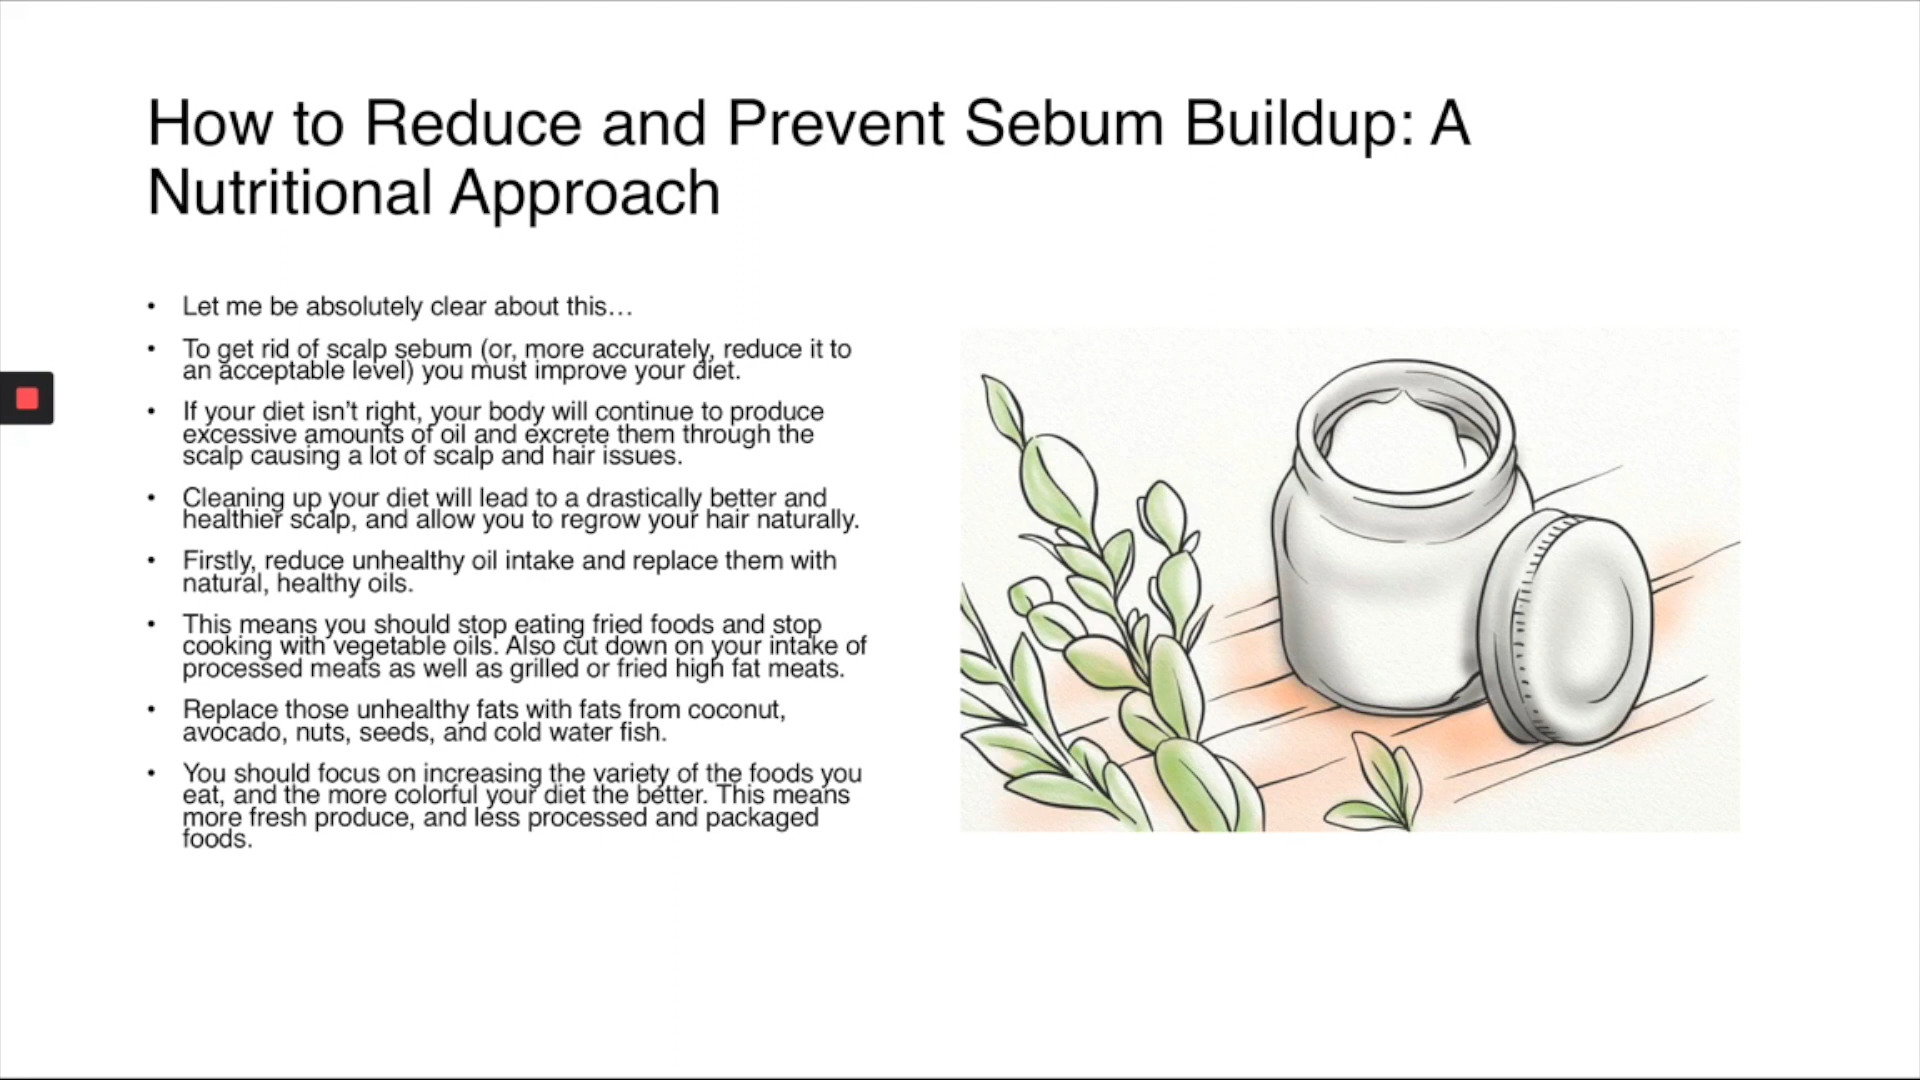 How to Reduce and Prevent Sebum Buildup: A
Nutritional Approach
• Let me be absolutely clear about this…
• To get rid of scalp sebum (or, more accurately, reduce it to
an acceptable level) you must improve your diet.
• If your diet isn’t right, your body will continue to produce
excessive amounts of oil and excrete them through the
scalp causing a lot of scalp and hair issues.
• Cleaning up your diet will lead to a drastically better and
healthier scalp, and allow you to regrow your hair naturally.
• Firstly, reduce unhealthy oil intake and replace them with
natural, healthy oils.
• This means you should stop eating fried foods and stop
cooking with vegetable oils. Also cut down on your intake of
processed meats as well as grilled or fried high fat meats.
• Replace those unhealthy fats with fats from coconut,
avocado, nuts, seeds, and cold water fish.
• You should focus on increasing the variety of the foods you
eat, and the more colorful your diet the better. This means
more fresh produce, and less processed and packaged
foods.